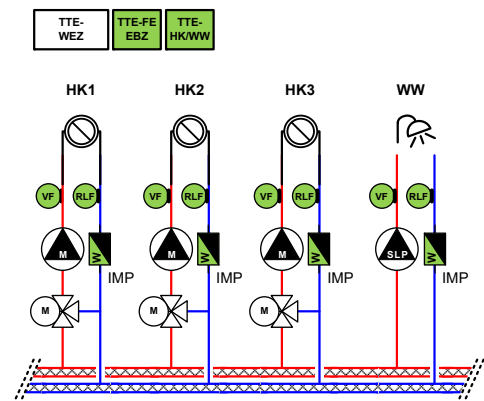 TTE-
WEZ
TTE-FE
EBZ
TTE-
HK/WW
HK1 HK2 HK3 WW
VF RLF VF RLF VF RLF VF RLF
M W M W M W SLP W
IMP IMP IMP IMP
M M M